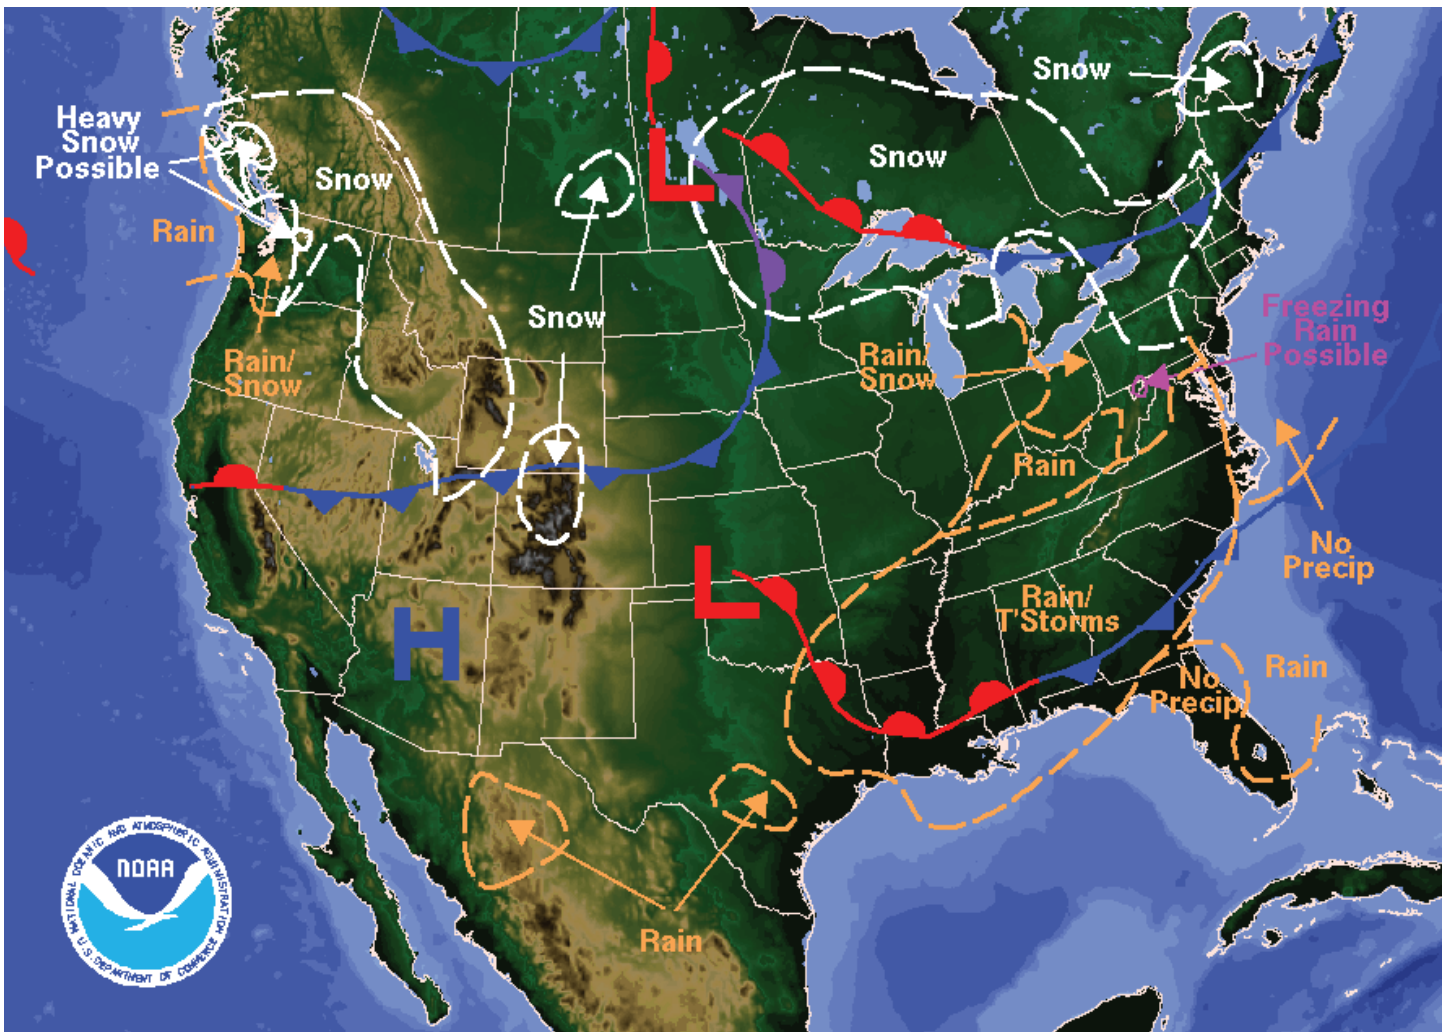 Snow
Heavy
Snow
Possible
Snow
Snow
L
Rain
Snow
Freezing
Rain
Possible
Rain/
Snow
Rain/
Snow
Rain
No
Precip
L
H
Rain/
T'Storms
Rain
No
Precip
Rain
NATIONAL OCEANIC AND ATMOSPHERIC ADMINISTRATION
NOAA
U.S. DEPARTMENT OF COMMERCE